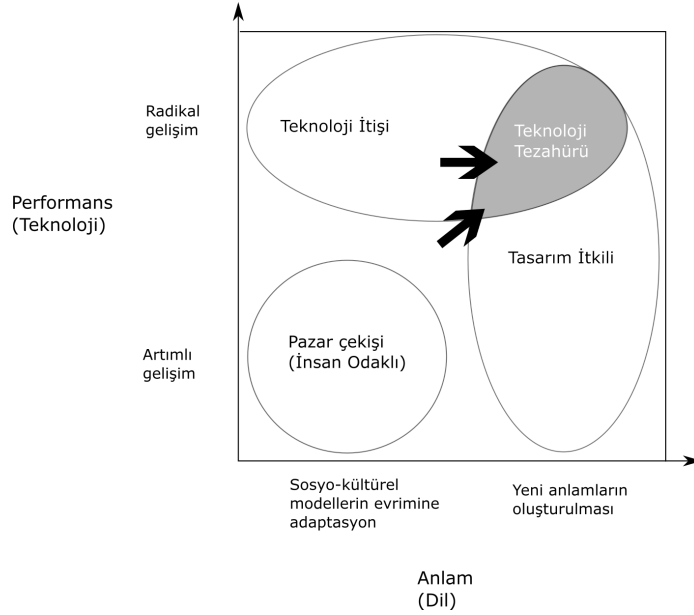 Radikal
gelişim
Teknoloji İtişi
Teknoloji
Tezahürü
Performans
(Teknoloji)
Tasarım İtkili
Artımlı
gelişim
Pazar çekişi
(İnsan Odaklı)
Sosyo-kültürel
modellerin evrimine
adaptasyon
Yeni anlamların
oluşturulması
Anlam
(Dil)